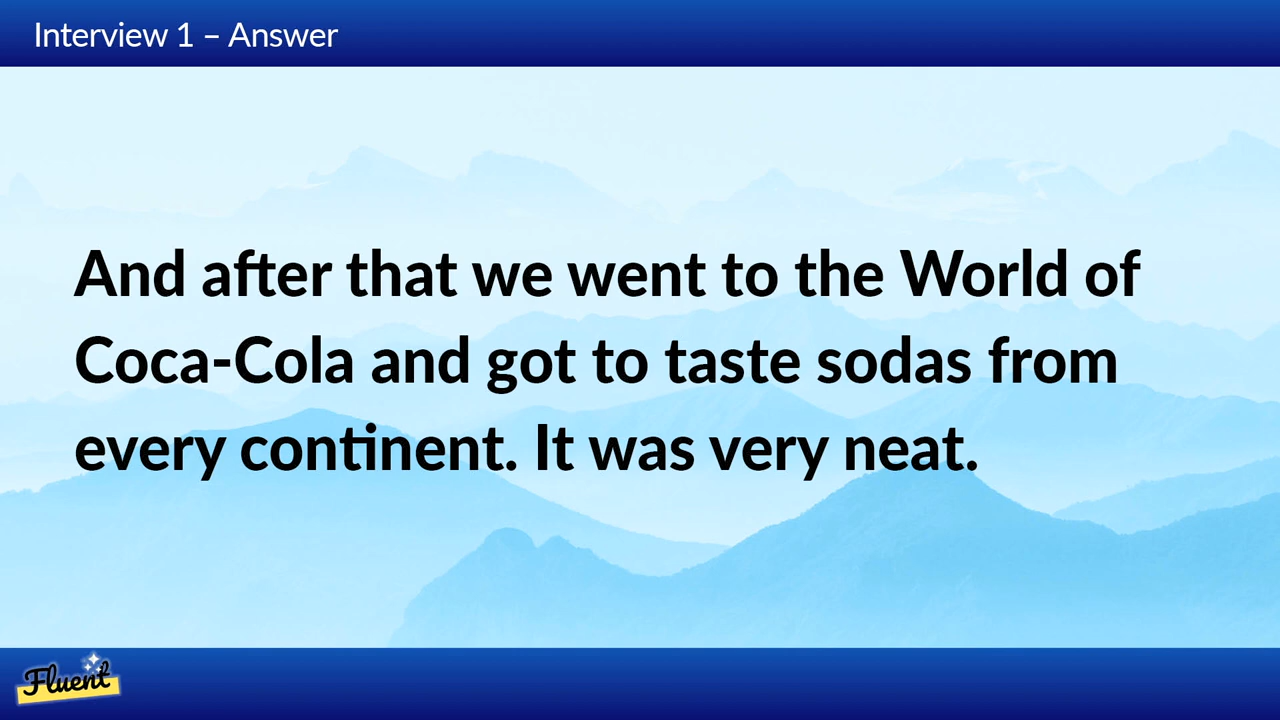 Interview 1 – Answer
And after that we went to the World of
Coca-Cola and got to taste sodas from
every continent. It was very neat.
Fluent